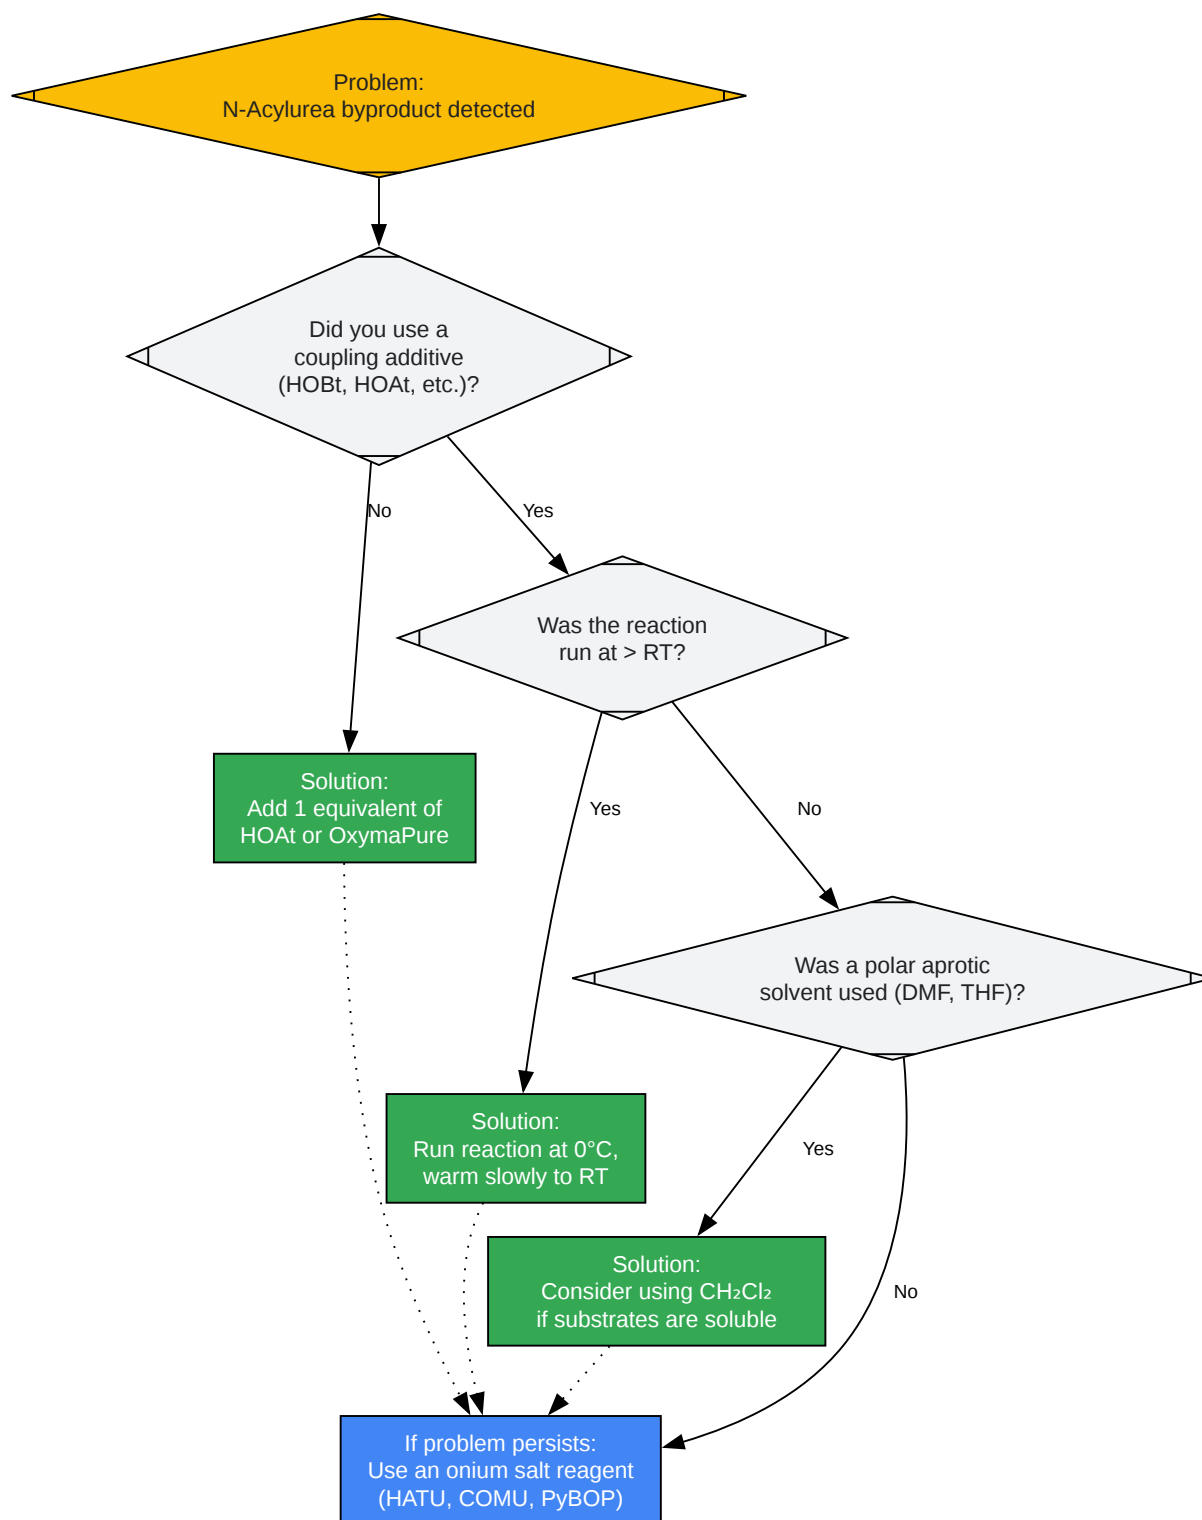 Problem:
N-Acylurea byproduct detected
Did you use a
coupling additive
(HOBt, HOAt, etc.)?
No
Yes
Was the reaction
run at > RT?
Solution:
Add 1 equivalent of
HOAt or OxymaPure
Yes
No
Was a polar aprotic
solvent used (DMF, THF)?
Solution:
Run reaction at 0°C,
warm slowly to RT
Yes
Solution:
Consider using CH₂Cl₂
if substrates are soluble
No
If problem persists:
Use an onium salt reagent
(HATU, COMU, PyBOP)